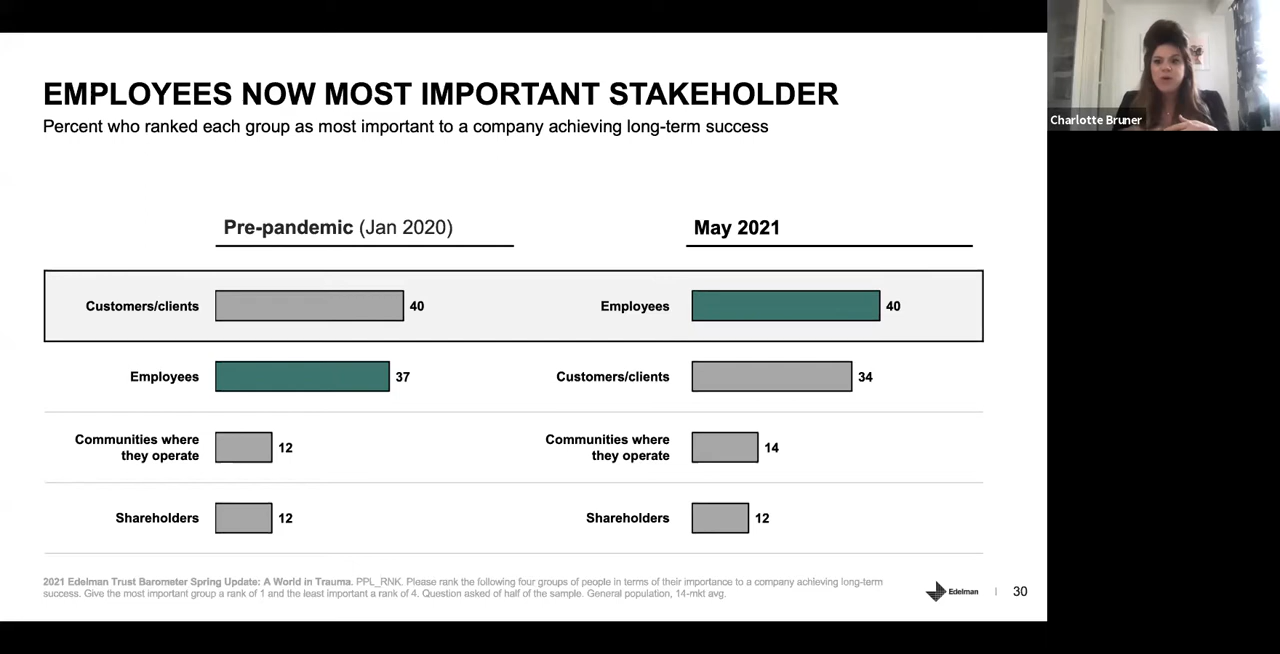 EMPLOYEES NOW MOST IMPORTANT STAKEHOLDER
Percent who ranked each group as most important to a company achieving long-term success
Charlotte Bruner
Pre-pandemic (Jan 2020)
May 2021
Customers/clients 40
Employees 40
Employees 37
Customers/clients 34
Communities where
they operate 12
Communities where
they operate 14
Shareholders 12
Shareholders 12
2021 Edelman Trust Barometer Spring Update: A World in Trauma. PPL_RNK. Please rank the following four groups of people in terms of their importance to a company achieving long-term
success. Give the most important group a rank of 1 and the least important a rank of 4. Question asked of half of the sample. General population, 14-mkt avg.
Edelman | 30